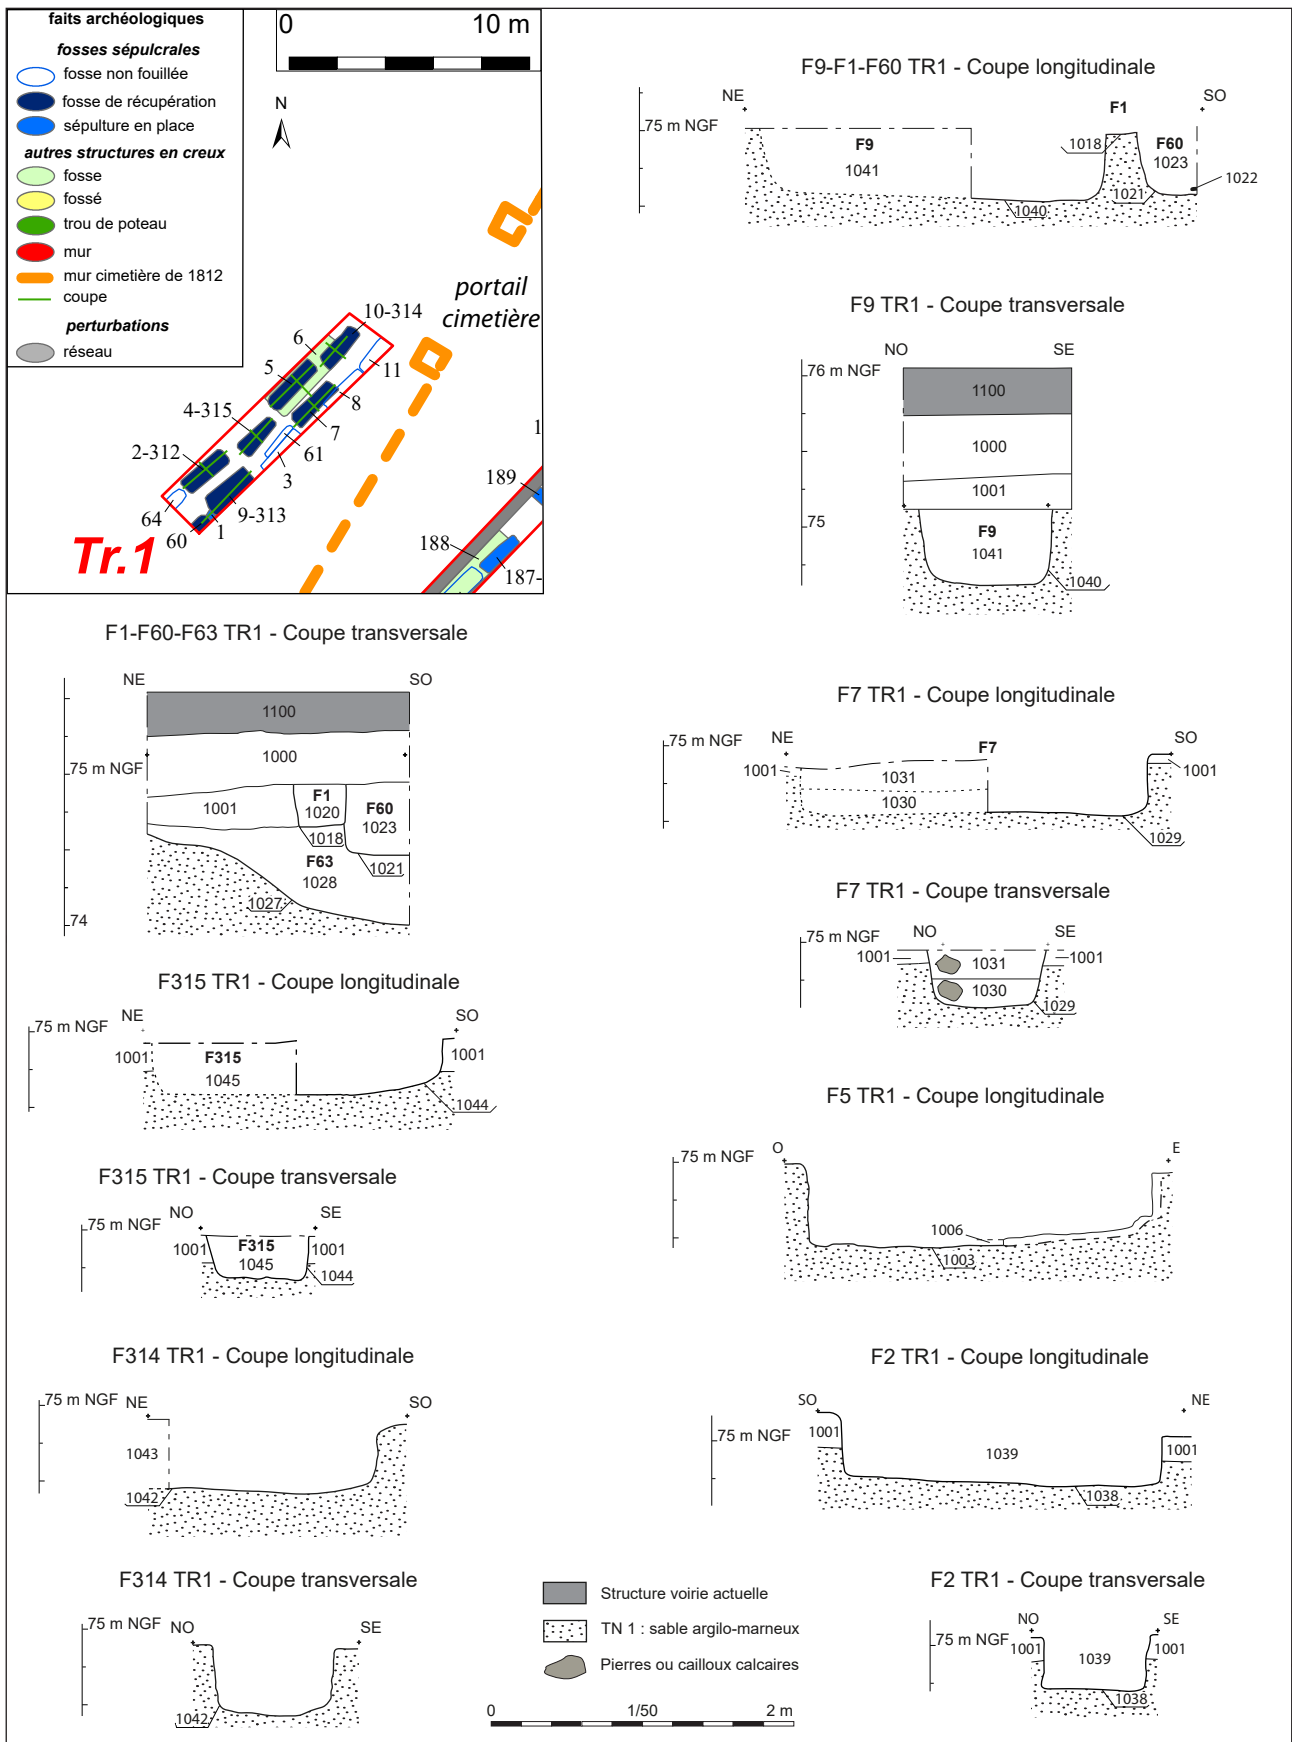 faits archéologiques
fosses sépulcrales
fosse non fouillée
fosse de récupération
sépulture en place
autres structures en creux
fosse
fossé
trou de poteau
mur
mur cimetière de 1812
coupe
perturbations
réseau
0 10 m
N
portail
cimetière
10-314
6
5
11
4-315
8
7
2-312
61
3
64
9-313
1
60
Tr.1
189
188
187-
1
F9-F1-F60 TR1 - Coupe longitudinale
NE
F1
SO
75 m NGF
F9
1041
1018
F60
1023
1022
1021
1040
F9 TR1 - Coupe transversale
NO
SE
76 m NGF
1100
1000
1001
75
F9
1041
1040
F1-F60-F63 TR1 - Coupe transversale
NE
SO
1100
1000
75 m NGF
1001
F1
1020
F60
1023
1018
F63
1028
1021
1027
74
F7 TR1 - Coupe longitudinale
NE
SO
75 m NGF
F7
1001
1031
1030
1001
1029
F7 TR1 - Coupe transversale
NO
SE
75 m NGF
1001
1031
1001
1030
1029
F315 TR1 - Coupe longitudinale
NE
SO
75 m NGF
1001
F315
1045
1001
1044
F315 TR1 - Coupe transversale
NO
SE
75 m NGF
1001
F315
1045
1001
1044
F5 TR1 - Coupe longitudinale
O
E
75 m NGF
1006
1003
F314 TR1 - Coupe longitudinale
75 m NGF
NE
SO
1043
1042
F2 TR1 - Coupe longitudinale
SO
NE
75 m NGF
1001
1039
1001
1038
F314 TR1 - Coupe transversale
75 m NGF
NO
SE
1042
Structure voirie actuelle
TN 1 : sable argilo-marneux
Pierres ou cailloux calcaires
0 1/50 2 m
F2 TR1 - Coupe transversale
NO
SE
75 m NGF
1001
1039
1001
1038